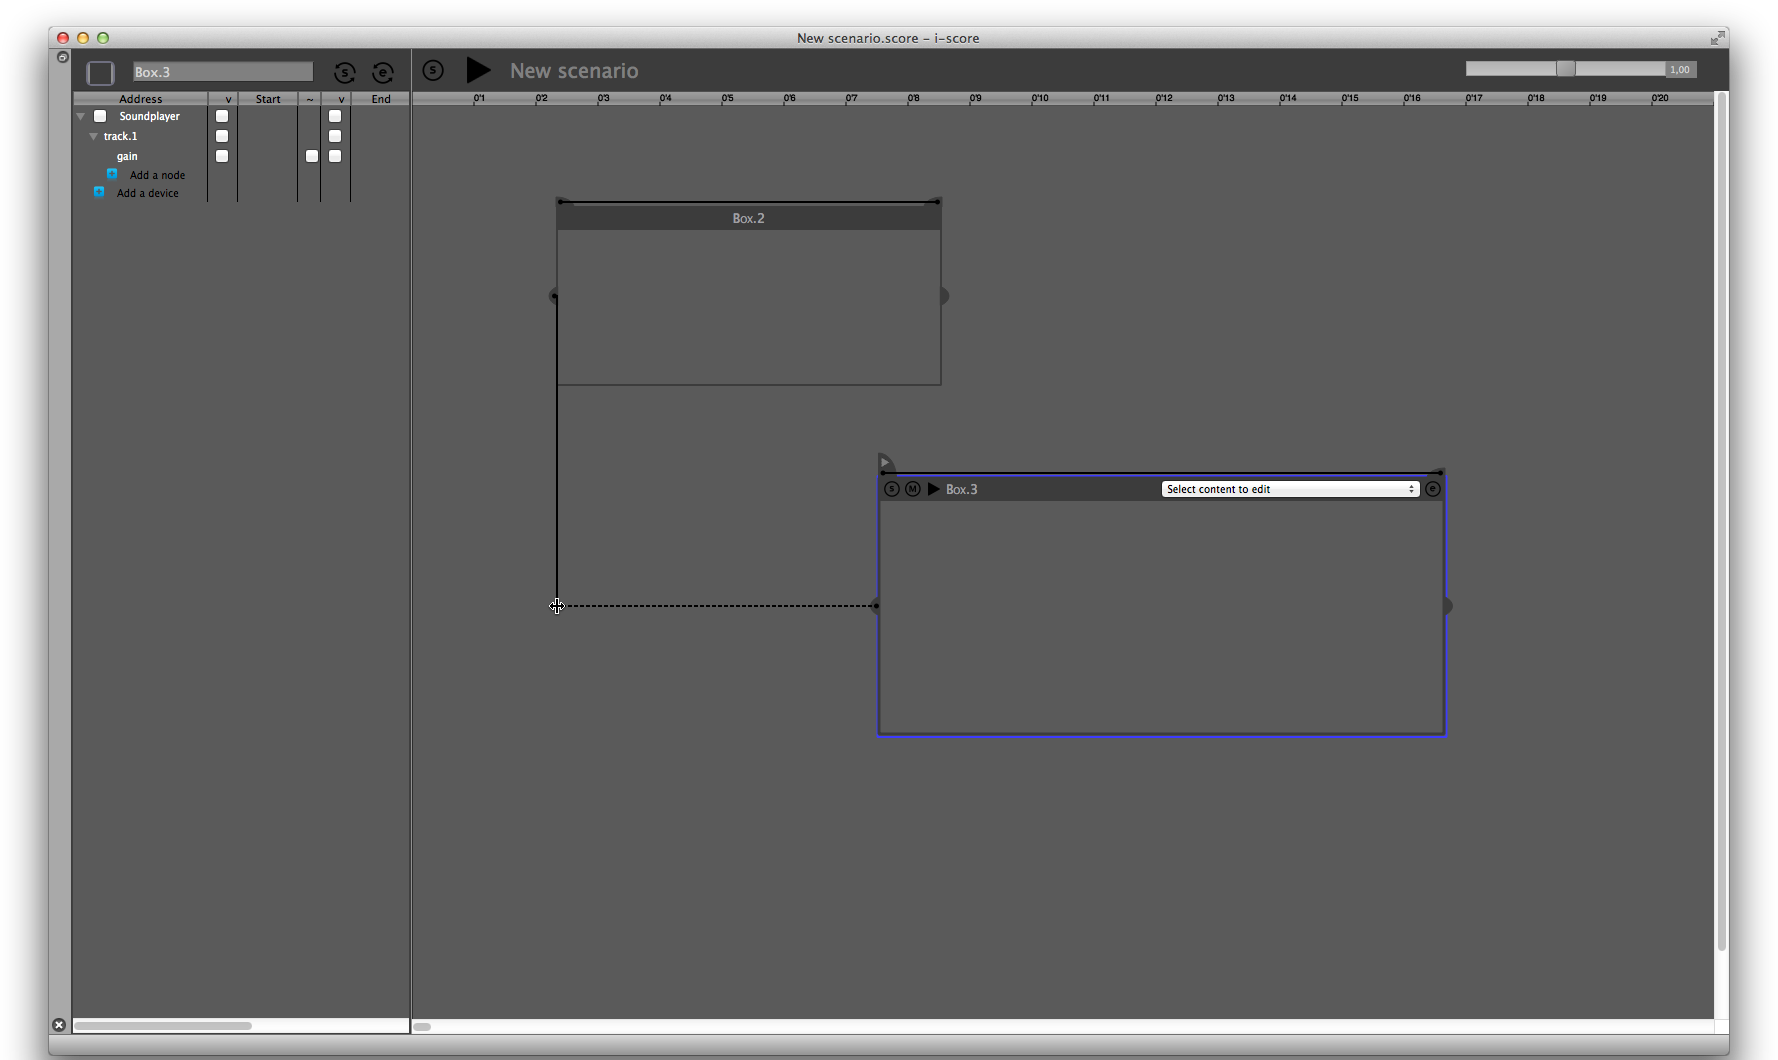 New scenario.score – i-score
Box.3
S
e
S
New scenario
1,00
Address v Start ~ v End
0'1 0'2 0'3 0'4 0'5 0'6 0'7 0'8 0'9 0'10 0'11 0'12 0'13 0'14 0'15 0'16 0'17 0'18 0'19 0'20
Soundplayer
track.1
gain
Add a node
Add a device
Box.2
S M Box.3 Select content to edit e